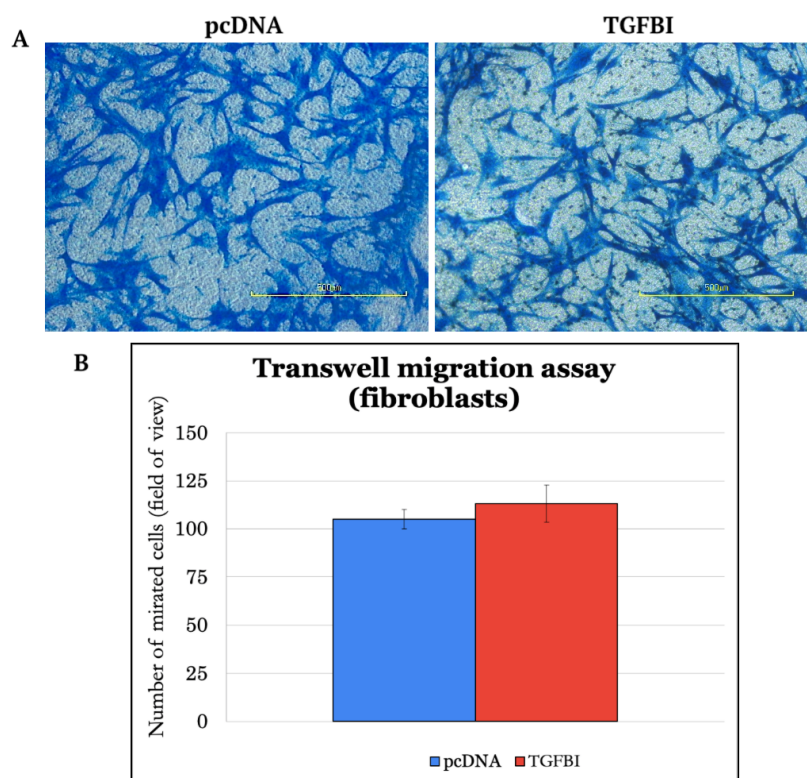 pcDNA
TGFBI
A
500µm
500µm
B
Transwell migration assay
(fibroblasts)
Number of mirated cells (field of view)
150
125
100
75
50
25
0
pcDNA
TGFBI